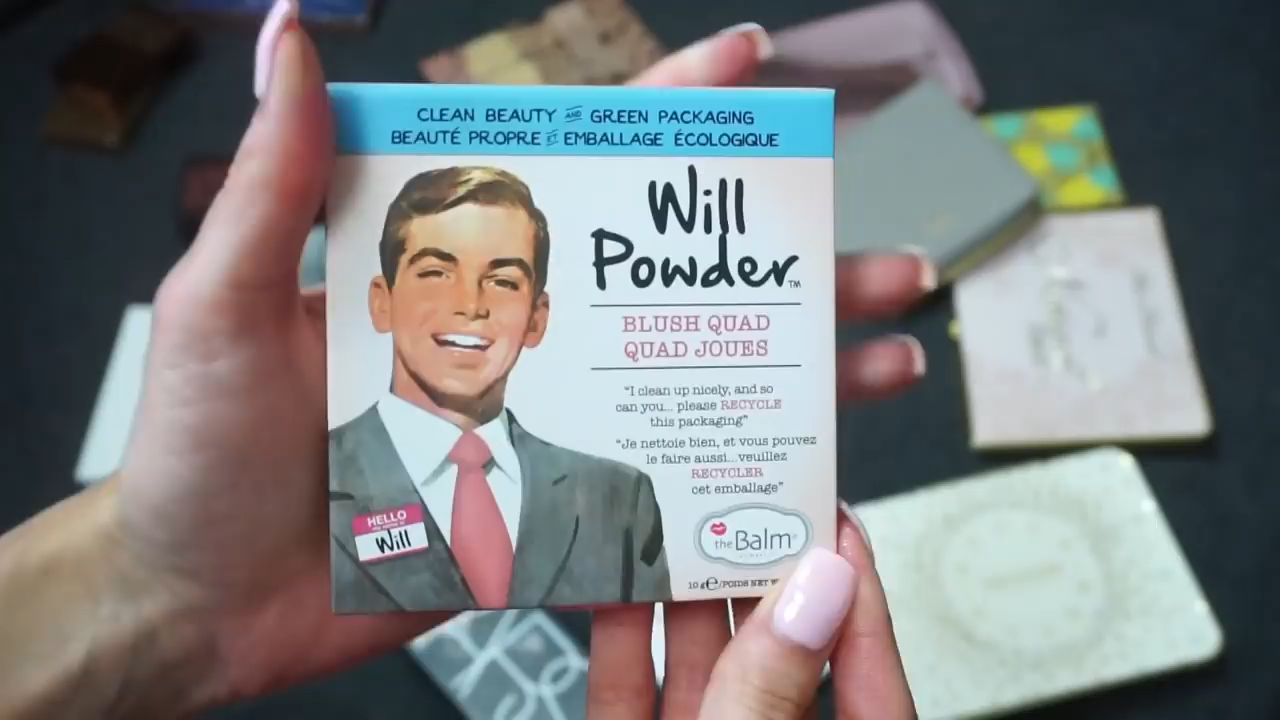 CLEAN BEAUTY AND GREEN PACKAGING
BEAUTÉ PROPRE ET EMBALLAGE ÉCOLOGIQUE
Will
Powder™
BLUSH QUAD
QUAD JOUES
"I clean up nicely, and so
can you... please RECYCLE
this packaging"
"Je nettoie bien, et vous pouvez
le faire aussi...veuillez
RECYCLER
cet emballage"
HELLO
Will
theBalm®
10 g℮/POIDS NET